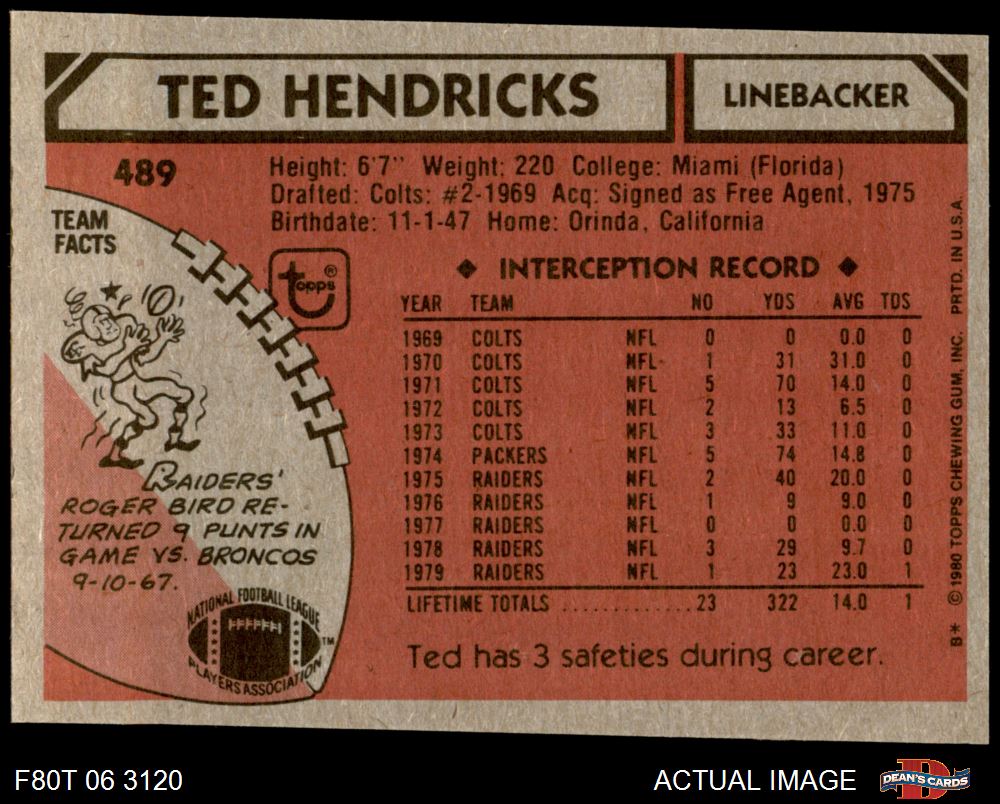 TED HENDRICKS
LINEBACKER
489
Height: 6'7" Weight: 220 College: Miami (Florida)
Drafted: Colts: #2-1969 Acq: Signed as Free Agent, 1975
Birthdate: 11-1-47 Home: Orinda, California
TEAM
FACTS
topps®
◆ INTERCEPTION RECORD ◆
YEAR TEAM NO YDS AVG TDS
1969 COLTS NFL 0 0 0.0 0
1970 COLTS NFL 1 31 31.0 0
1971 COLTS NFL 5 70 14.0 0
1972 COLTS NFL 2 13 6.5 0
1973 COLTS NFL 3 33 11.0 0
1974 PACKERS NFL 5 74 14.8 0
1975 RAIDERS NFL 2 40 20.0 0
1976 RAIDERS NFL 1 9 9.0 0
1977 RAIDERS NFL 0 0 0.0 0
1978 RAIDERS NFL 3 29 9.7 0
1979 RAIDERS NFL 1 23 23.0 1
LIFETIME TOTALS ............ 23 322 14.0 1
Ted has 3 safeties during career.
RAIDERS'
ROGER BIRD RE-
TURNED 9 PUNTS IN
GAME VS. BRONCOS
9-10-67.
NATIONAL FOOTBALL LEAGUE
PLAYERS ASSOCIATION
TM
B* © 1980 TOPPS CHEWING GUM, INC. PRTD. IN U.S.A.
F80T 06 3120
ACTUAL IMAGE
D
DEAN'S CARDS